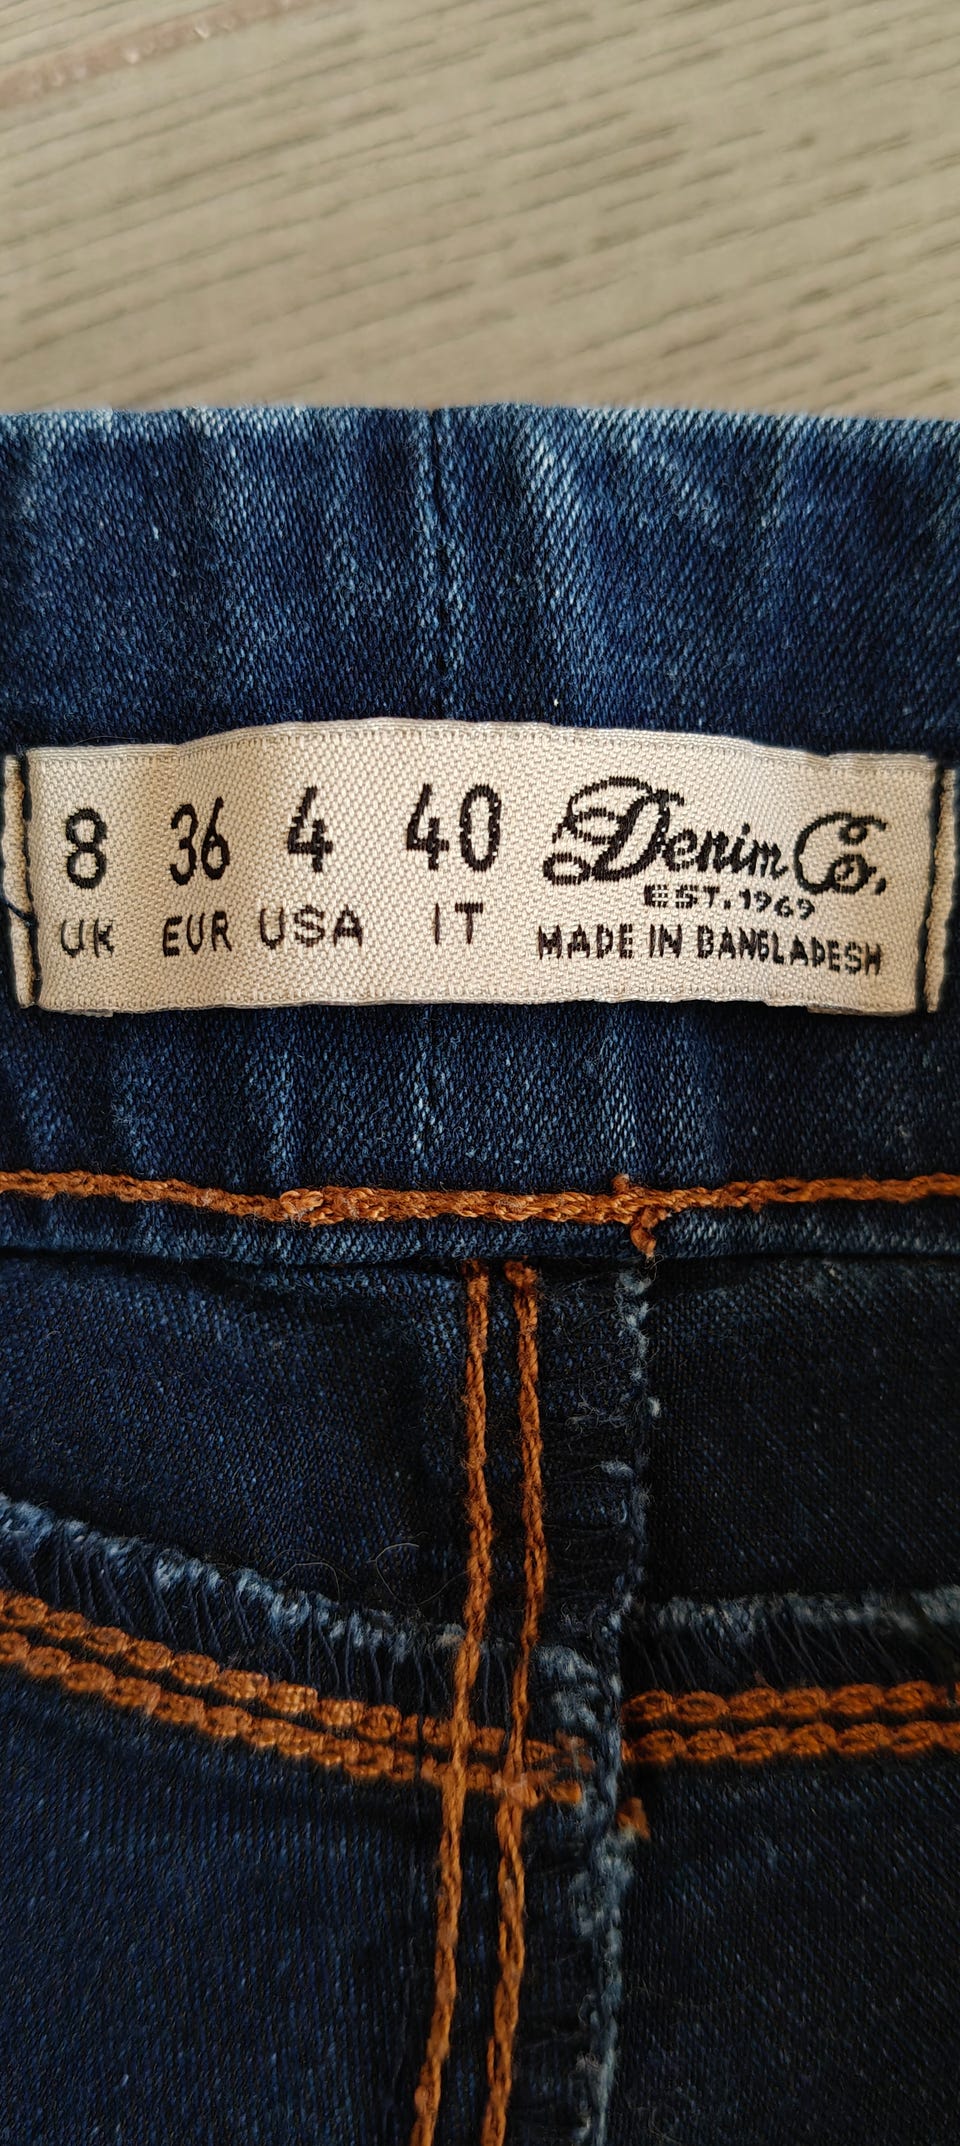 8 36 4 40
UK EUR USA IT
Denim Co.
EST. 1969
MADE IN BANGLADESH